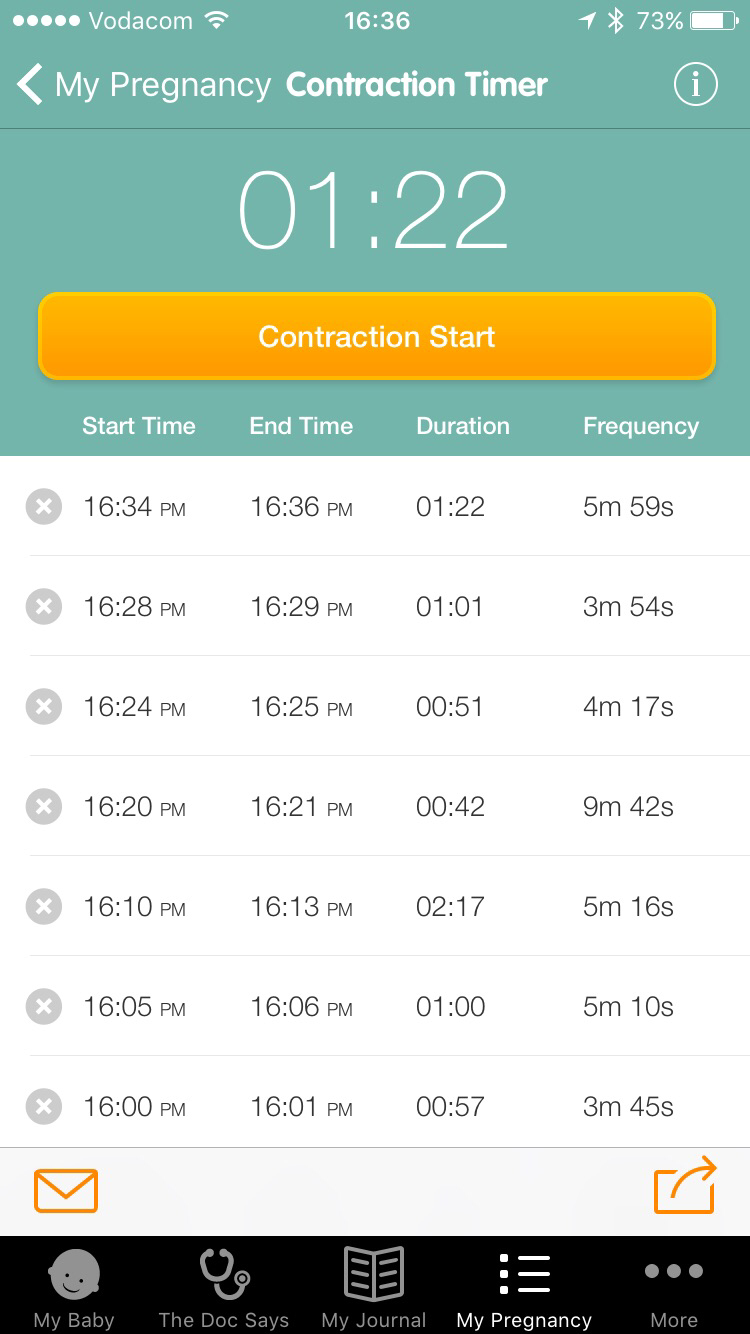 Vodacom 16:36 73%
My Pregnancy Contraction Timer i
01:22
Contraction Start
Start Time End Time Duration Frequency
16:34 PM 16:36 PM 01:22 5m 59s
16:28 PM 16:29 PM 01:01 3m 54s
16:24 PM 16:25 PM 00:51 4m 17s
16:20 PM 16:21 PM 00:42 9m 42s
16:10 PM 16:13 PM 02:17 5m 16s
16:05 PM 16:06 PM 01:00 5m 10s
16:00 PM 16:01 PM 00:57 3m 45s
My Baby The Doc Says My Journal My Pregnancy More